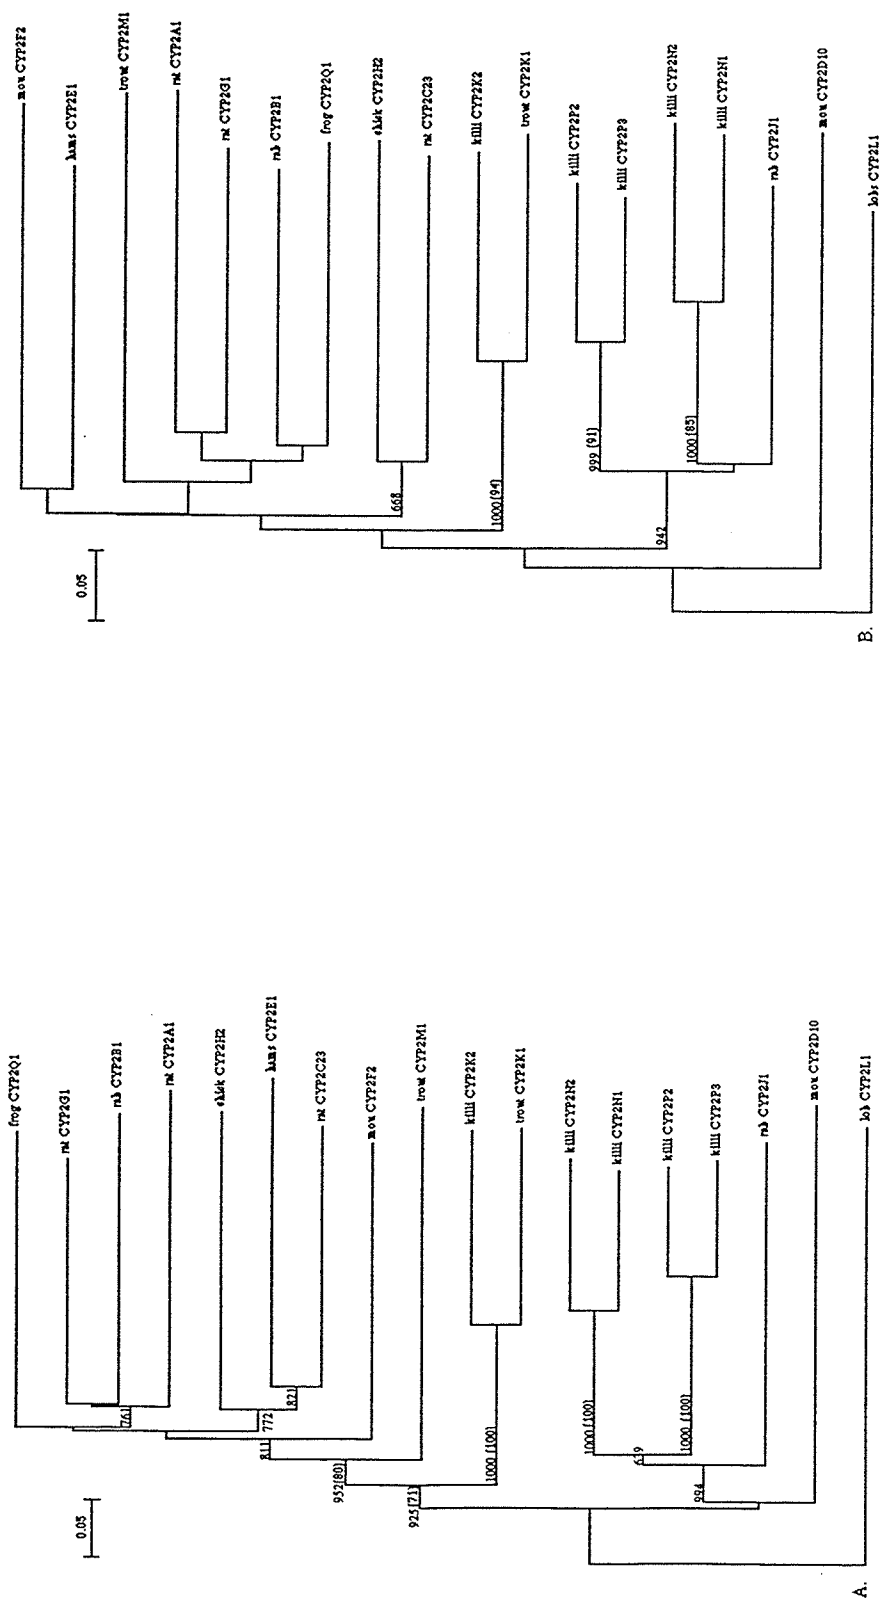 mou CYP2F2
hams CYP2E1
trout CYP2M1
rat CYP2A1
rat CYP2G1
rab CYP2B1
frog CYP2Q1
chick CYP2H2
rat CYP2C23
killi CYP2K2
trout CYP2K1
killi CYP2P2
killi CYP2P3
killi CYP2N2
killi CYP2N1
rab CYP2J1
mou CYP2D10
lobs CYP2L1
668
1000 (94)
999 (91)
1000 (85)
942
0.05
B.
frog CYP2Q1
rat CYP2G1
rab CYP2B1
rat CYP2A1
chick CYP2H2
hams CYP2E1
rat CYP2C23
mou CYP2F2
trout CYP2M1
killi CYP2K2
trout CYP2K1
killi CYP2N2
killi CYP2N1
killi CYP2P2
killi CYP2P3
rab CYP2J1
mou CYP2D10
lob CYP2L1
761
821
772
811
952(80)
1000 (100)
925(71)
1000 (100)
1000 (100)
639
994
0.05
A.